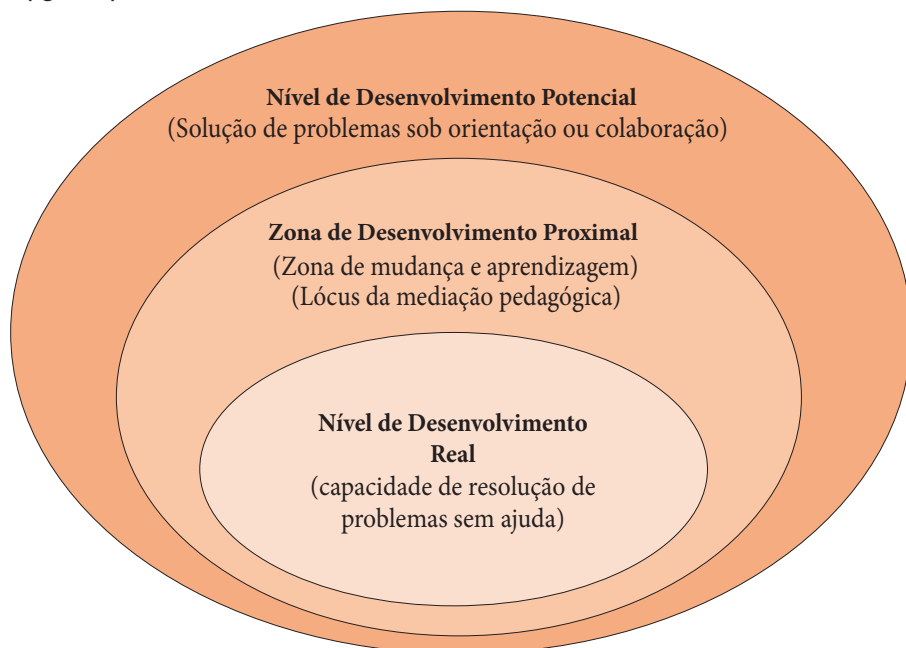 Nível de Desenvolvimento Potencial
(Solução de problemas sob orientação ou colaboração)
Zona de Desenvolvimento Proximal
(Zona de mudança e aprendizagem)
(Lócus da mediação pedagógica)
Nível de Desenvolvimento
Real
(capacidade de resolução de
problemas sem ajuda)